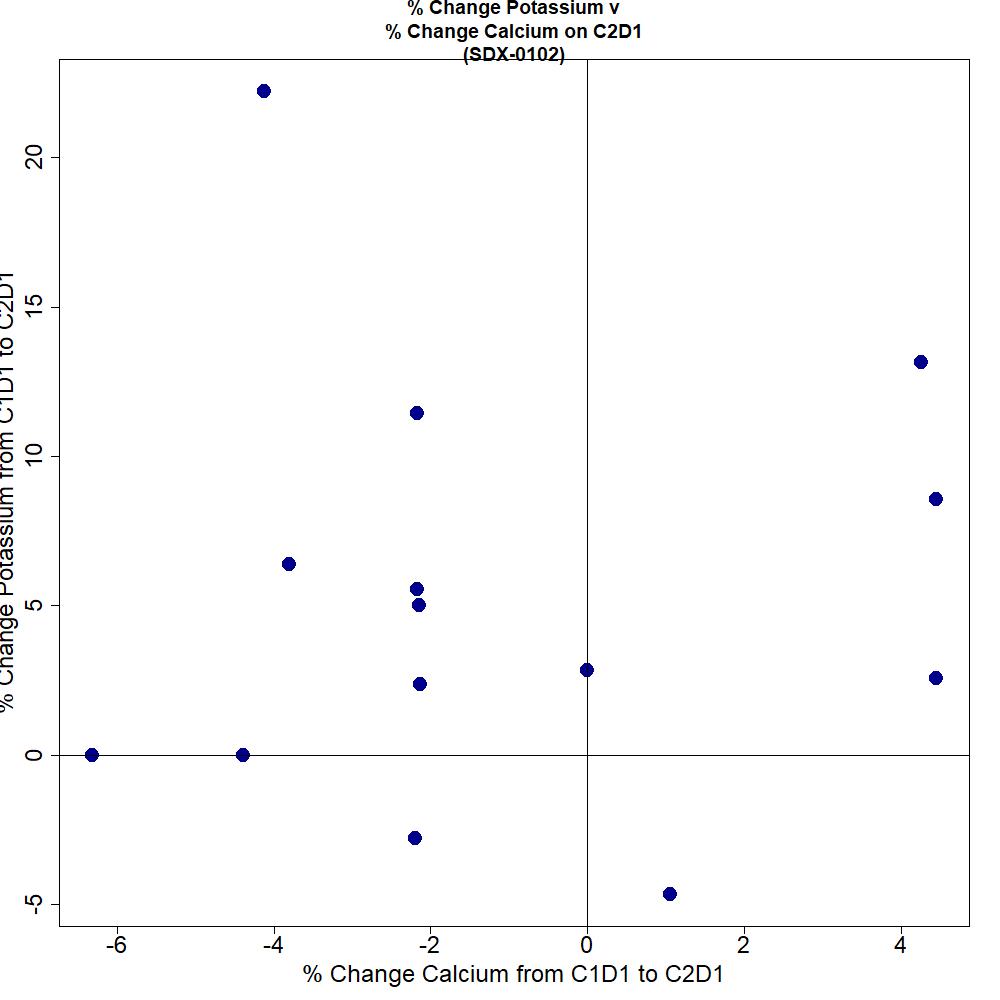 % Change Potassium v
% Change Calcium on C2D1
(SDX-0102)
% Change Potassium from C1D1 to C2D1
20
15
10
5
0
-5
-6
-4
-2
0
2
4
% Change Calcium from C1D1 to C2D1